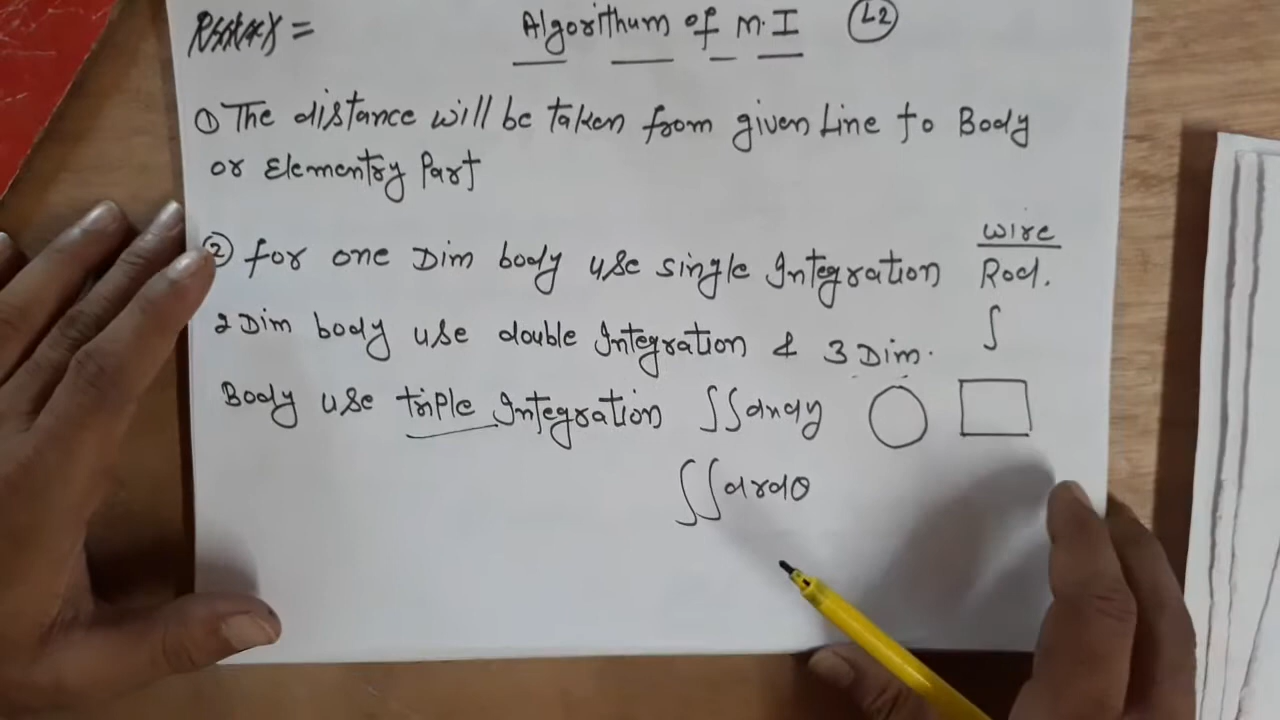 Algorithum of M.I L2
① The distance will be taken from given Line to Body
or Elementry Part
② for one Dim body use single Integration wire
Rod.
2 Dim body use double Integration & 3 Dim. ∫
Body use triple Integration ∫∫dxdy
∫∫drdθ